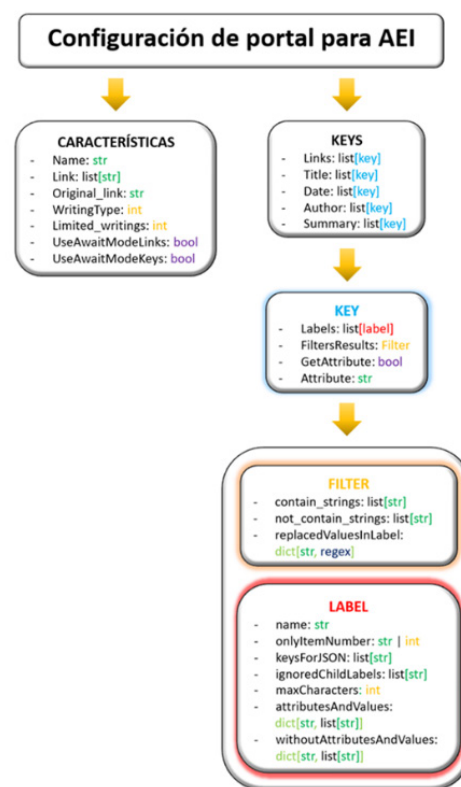 Configuración de portal para AEI
CARACTERÍSTICAS
- Name: str
- Link: list[str]
- Original_link: str
- WritingType: int
- Limited_writings: int
- UseAwaitModeLinks: bool
- UseAwaitModeKeys: bool
KEYS
- Links: list[key]
- Title: list[key]
- Date: list[key]
- Author: list[key]
- Summary: list[key]
KEY
- Labels: list[label]
- FiltersResults: Filter
- GetAttribute: bool
- Attribute: str
FILTER
- contain_strings: list[str]
- not_contain_strings: list[str]
- replacedValuesInLabel:
dict[str, regex]
LABEL
- name: str
- onlyItemNumber: str | int
- keysForJSON: list[str]
- ignoredChildLabels: list[str]
- maxCharacters: int
- attributesAndValues:
dict[str, list[str]]
- withoutAttributesAndValues:
dict[str, list[str]]